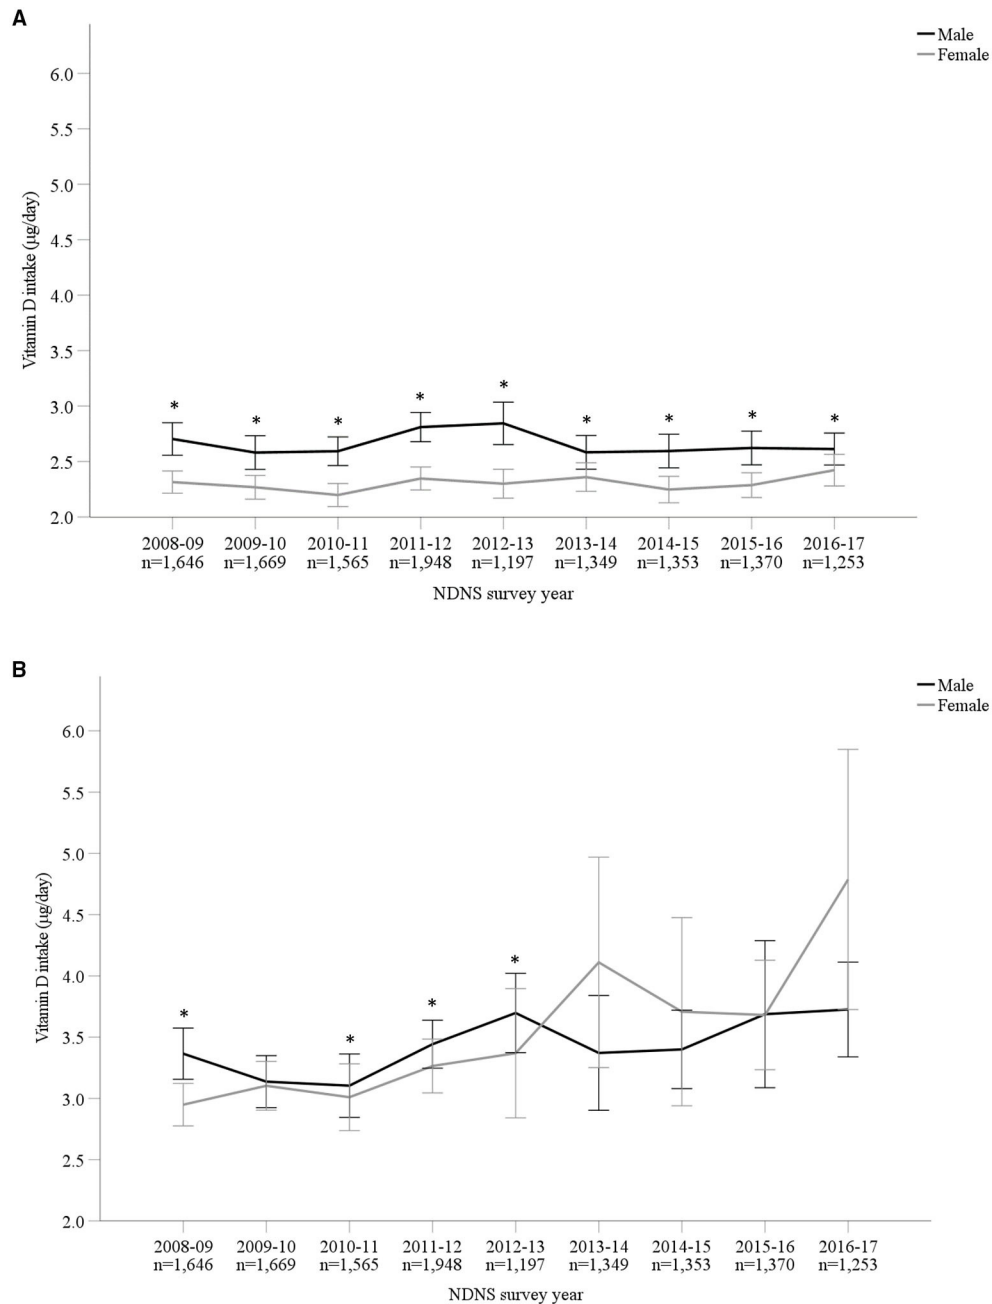 A
Male
Female
Vitamin D intake (µg/day)
6.0
5.5
5.0
4.5
4.0
3.5
3.0
2.5
2.0
* * * * * * * * *
2008-09 2009-10 2010-11 2011-12 2012-13 2013-14 2014-15 2015-16 2016-17
n=1,646 n=1,669 n=1,565 n=1,948 n=1,197 n=1,349 n=1,353 n=1,370 n=1,253
NDNS survey year
B
Male
Female
Vitamin D intake (µg/day)
6.0
5.5
5.0
4.5
4.0
3.5
3.0
2.5
2.0
* * * *
2008-09 2009-10 2010-11 2011-12 2012-13 2013-14 2014-15 2015-16 2016-17
n=1,646 n=1,669 n=1,565 n=1,948 n=1,197 n=1,349 n=1,353 n=1,370 n=1,253
NDNS survey year